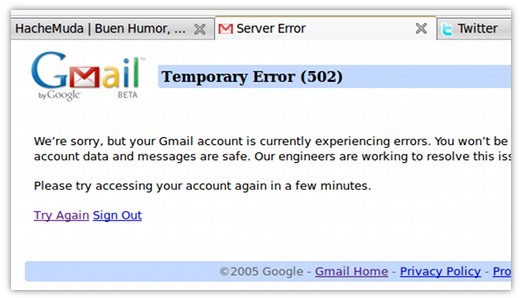 HacheMuda | Buen Humor, ...
Server Error
Twitter
Gmail™
by Google
BETA
Temporary Error (502)
We're sorry, but your Gmail account is currently experiencing errors. You won't be
account data and messages are safe. Our engineers are working to resolve this iss
Please try accessing your account again in a few minutes.
Try Again Sign Out
©2005 Google - Gmail Home - Privacy Policy - Pro